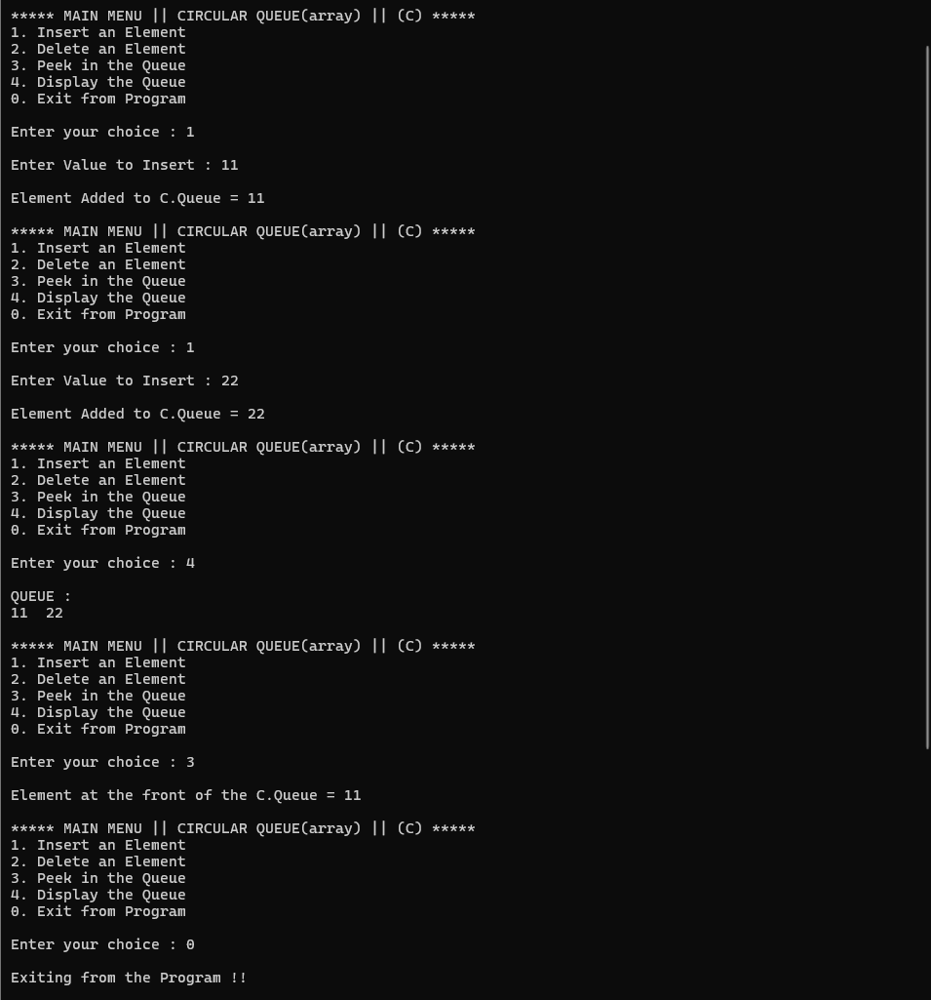 ***** MAIN MENU || CIRCULAR QUEUE(array) || (C) *****
1. Insert an Element
2. Delete an Element
3. Peek in the Queue
4. Display the Queue
0. Exit from Program
Enter your choice : 1
Enter Value to Insert : 11
Element Added to C.Queue = 11
***** MAIN MENU || CIRCULAR QUEUE(array) || (C) *****
1. Insert an Element
2. Delete an Element
3. Peek in the Queue
4. Display the Queue
0. Exit from Program
Enter your choice : 1
Enter Value to Insert : 22
Element Added to C.Queue = 22
***** MAIN MENU || CIRCULAR QUEUE(array) || (C) *****
1. Insert an Element
2. Delete an Element
3. Peek in the Queue
4. Display the Queue
0. Exit from Program
Enter your choice : 4
QUEUE :
11  22
***** MAIN MENU || CIRCULAR QUEUE(array) || (C) *****
1. Insert an Element
2. Delete an Element
3. Peek in the Queue
4. Display the Queue
0. Exit from Program
Enter your choice : 3
Element at the front of the C.Queue = 11
***** MAIN MENU || CIRCULAR QUEUE(array) || (C) *****
1. Insert an Element
2. Delete an Element
3. Peek in the Queue
4. Display the Queue
0. Exit from Program
Enter your choice : 0
Exiting from the Program !!